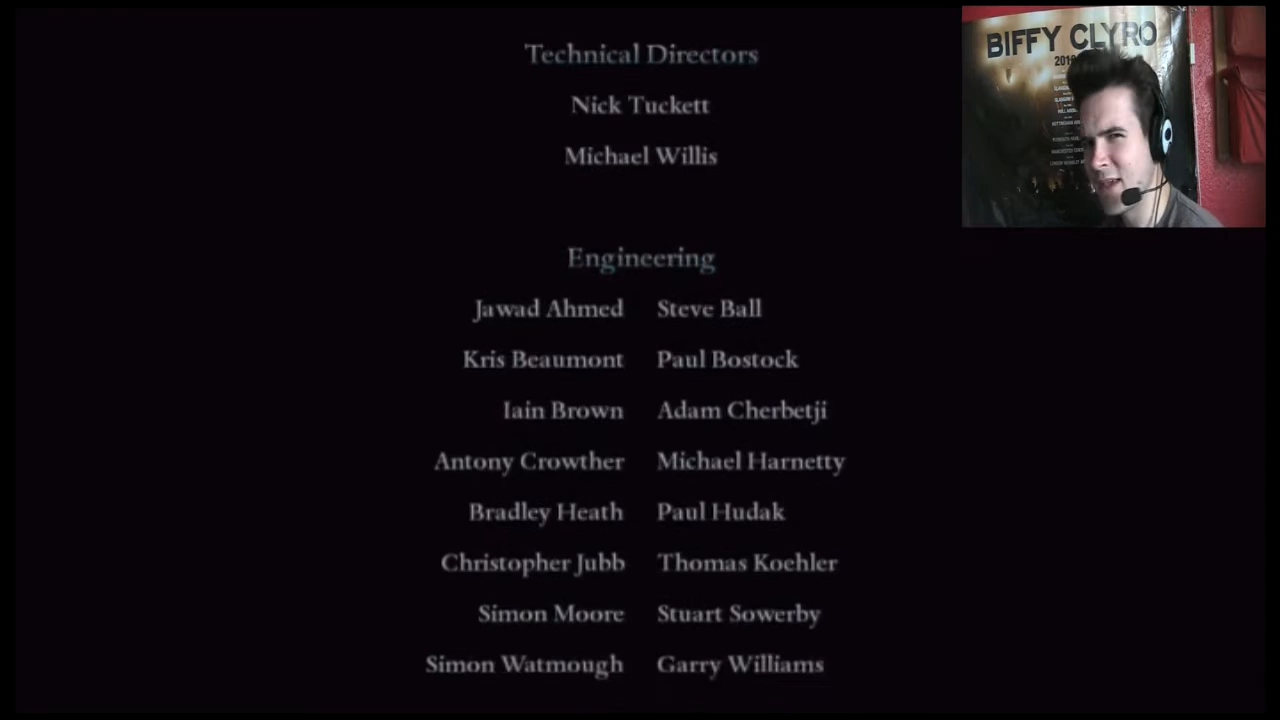 Technical Directors
Nick Tuckett
Michael Willis
Engineering
Jawad Ahmed Steve Ball
Kris Beaumont Paul Bostock
Iain Brown Adam Cherbetji
Antony Crowther Michael Harnetty
Bradley Heath Paul Hudak
Christopher Jubb Thomas Koehler
Simon Moore Stuart Sowerby
Simon Watmough Garry Williams
BIFFY CLYRO